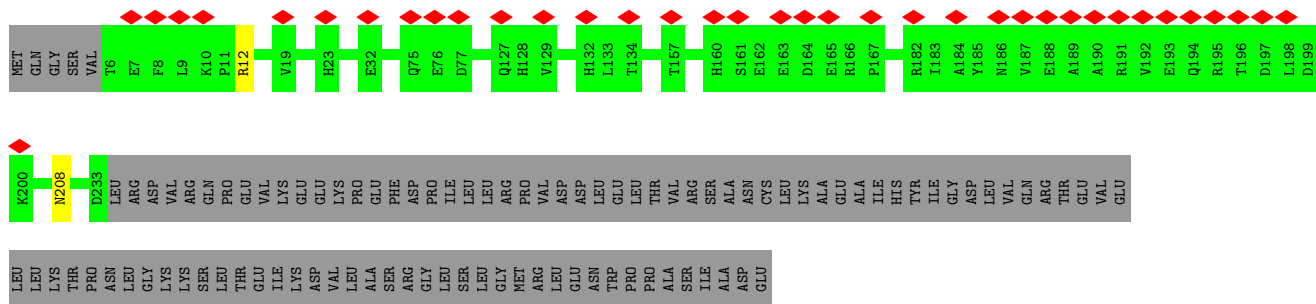 MET GLN GLY SER VAL T6 E7 F8 L9 K10 P11 R12 V19 H23 E32 Q75 E76 D77 Q127 H128 V129 H132 L133 T134 T157 H160 S161 E162 E163 D164 E165 R166 P167 R182 I183 A184 Y185 N186 V187 E188 A189 A190 R191 V192 E193 Q194 R195 T196 D197 L198 D199
K200 N208 D233 LEU ARG ASP VAL ARG GLN PRO GLU VAL LYS GLU GLU LYS PRO GLU PHE ASP PRO ILE LEU LEU ARG PRO VAL ASP ASP LEU GLU LEU THR VAL ARG SER ALA ASN CYS LEU LYS ALA GLU ALA ILE HIS TYR ILE GLY ASP LEU VAL GLN ARG THR GLU VAL GLU
LEU LEU LYS THR PRO ASN LEU GLY LYS LYS SER LEU THR GLU ILE LYS ASP VAL LEU ALA SER ARG GLY LEU SER LEU GLY MET ARG LEU GLU ASN TRP PRO PRO ALA SER ILE ALA ASP GLU